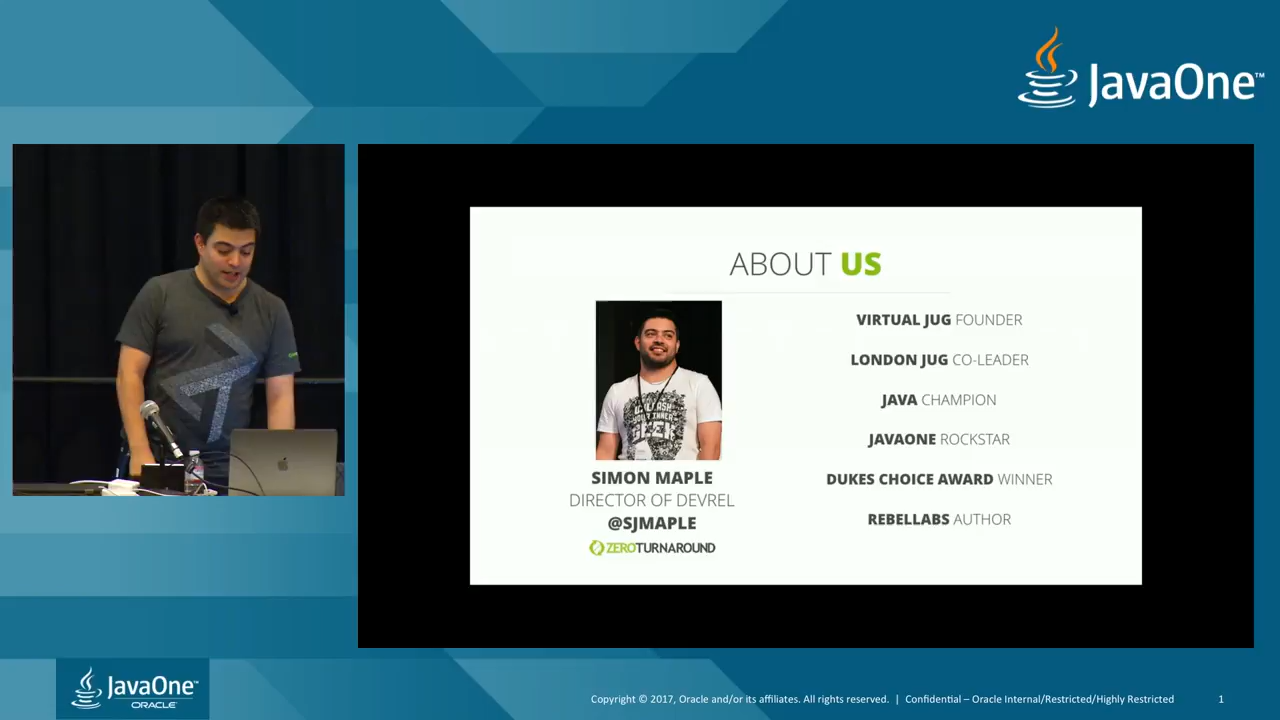 JavaOne™
ABOUT US
VIRTUAL JUG FOUNDER
LONDON JUG CO-LEADER
JAVA CHAMPION
JAVAONE ROCKSTAR
DUKES CHOICE AWARD WINNER
REBELLABS AUTHOR
SIMON MAPLE
DIRECTOR OF DEVREL
@SJMAPLE
ZEROTURNAROUND
JavaOne™
ORACLE®
Copyright © 2017, Oracle and/or its affiliates. All rights reserved. | Confidential – Oracle Internal/Restricted/Highly Restricted 1